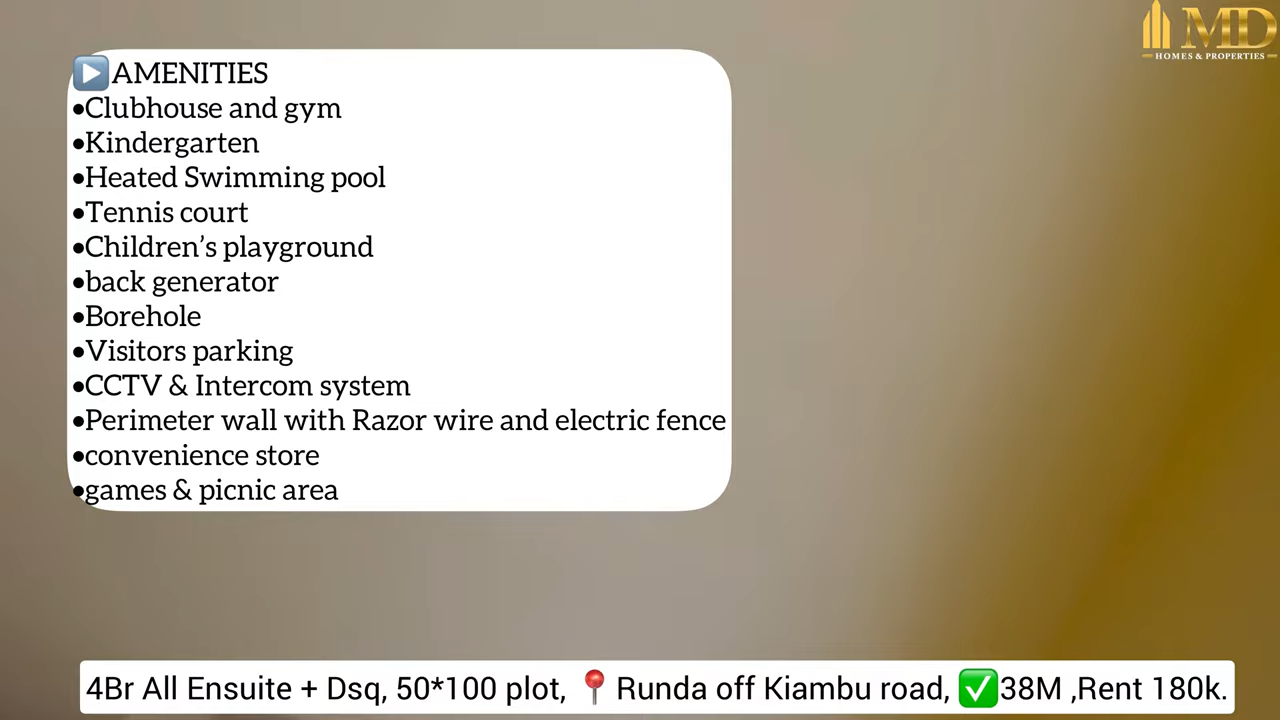 MD
HOMES & PROPERTIES
▶️AMENITIES
•Clubhouse and gym
•Kindergarten
•Heated Swimming pool
•Tennis court
•Children’s playground
•back generator
•Borehole
•Visitors parking
•CCTV & Intercom system
•Perimeter wall with Razor wire and electric fence
•convenience store
•games & picnic area
4Br All Ensuite + Dsq, 50*100 plot, 📍 Runda off Kiambu road, ✅38M ,Rent 180k.